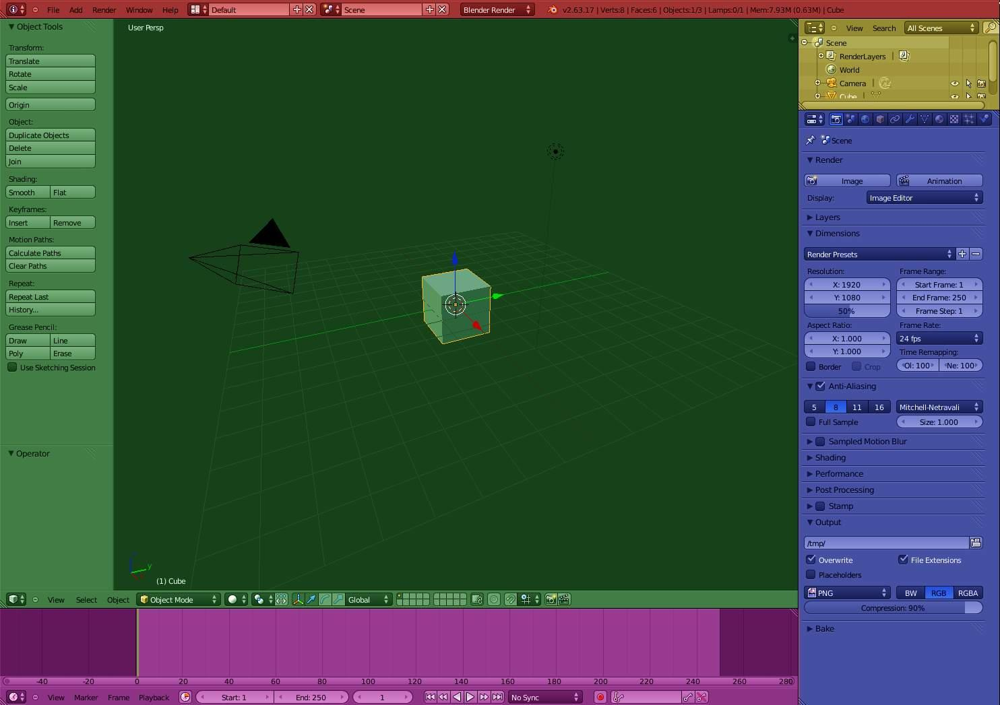 File Add Render Window Help Default Scene Blender Render v2.63.17 | Verts:8 | Faces:6 | Objects:1/3 | Lamps:0/1 | Mem:7.93M (0.63M) | Cube
Object Tools
Transform:
Translate
Rotate
Scale
Origin
Object:
Duplicate Objects
Delete
Join
Shading:
Smooth Flat
Keyframes:
Insert Remove
Motion Paths:
Calculate Paths
Clear Paths
Repeat:
Repeat Last
History...
Grease Pencil:
Draw Line
Poly Erase
Use Sketching Session
Operator
User Persp
y
(1) Cube
View Select Object Object Mode Global
-40 -20 0 20 40 60 80 100 120 140 160 180 200 220 240 260 280
View Marker Frame Playback Start: 1 End: 250 1 No Sync
View Search All Scenes
Scene
RenderLayers
World
Camera
Cube
Scene
Render
Image Animation
Display: Image Editor
Layers
Dimensions
Render Presets
Resolution: Frame Range:
X: 1920 Start Frame: 1
Y: 1080 End Frame: 250
50% Frame Step: 1
Aspect Ratio: Frame Rate:
X: 1.000 24 fps
Y: 1.000 Time Remapping:
Border Crop Ol: 100 Ne: 100
Anti-Aliasing
5 8 11 16 Mitchell-Netravali
Full Sample Size: 1.000
Sampled Motion Blur
Shading
Performance
Post Processing
Stamp
Output
/tmp/
Overwrite File Extensions
Placeholders
PNG BW RGB RGBA
Compression: 90%
Bake